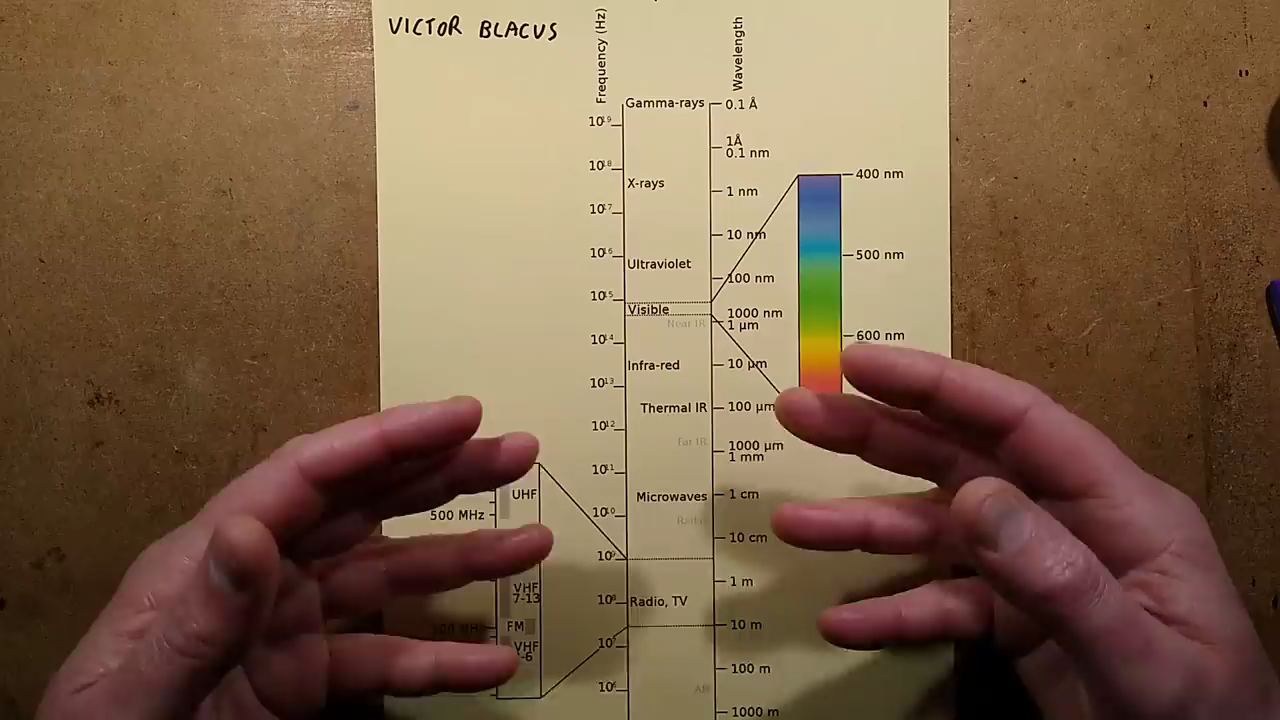 VICTOR BLACUS
Frequency (Hz)
Wavelength
Gamma-rays
0.1 Å
10¹⁹
1Å
0.1 nm
10¹⁸
X-rays
1 nm
400 nm
10¹⁷
10 nm
10¹⁶
Ultraviolet
100 nm
500 nm
10¹⁵
Visible
1000 nm
Near IR
1 µm
600 nm
10¹⁴
Infra-red
10 µm
10¹³
Thermal IR
100 µm
10¹²
Far IR
1000 µm
1 mm
10¹¹
UHF
Microwaves
1 cm
500 MHz
10¹⁰
Radar
10 cm
10⁹
1 m
VHF
7-13
10⁸
Radio, TV
FM
10 m
10⁷
VHF
100 m
10⁶
AM
1000 m